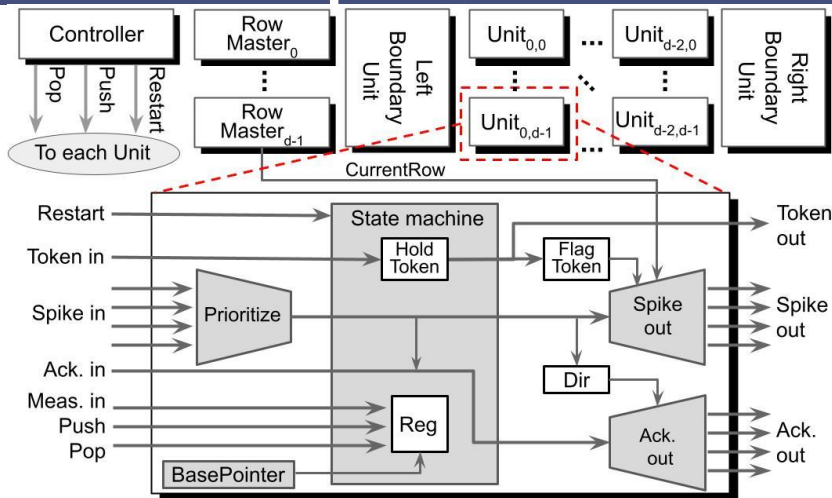 Controller
Pop
Push
Restart
To each Unit
Row
Master0
Row
Masterd-1
Left
Boundary
Unit
Unit0,0
...
Unitd-2,0
Unit0,d-1
...
Unitd-2,d-1
Right
Boundary
Unit
CurrentRow
Restart
Token in
Spike in
Ack. in
Meas. in
Push
Pop
State machine
Hold
Token
Flag
Token
Prioritize
Spike
out
Dir
Reg
Ack.
out
BasePointer
Token
out
Spike
out
Ack.
out